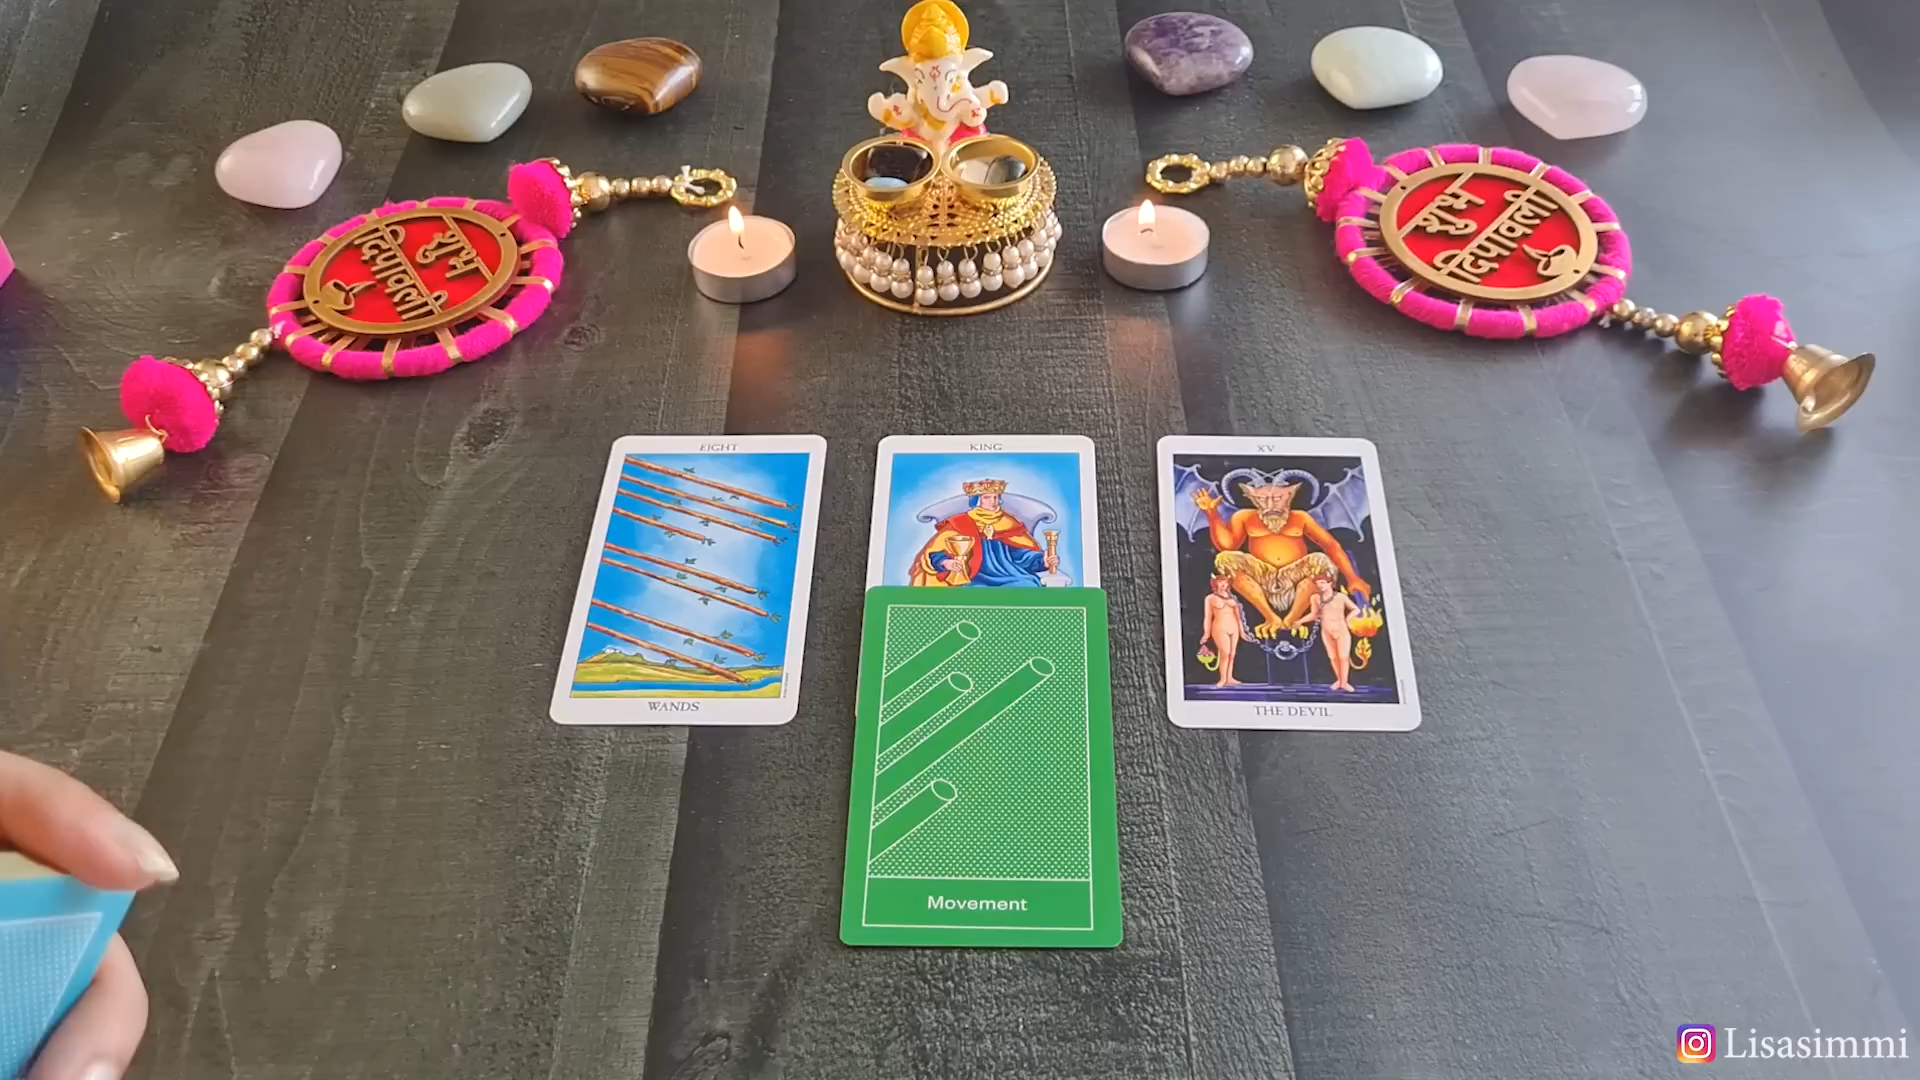 शुभ
दिपावली
शुभ
दिपावली
EIGHT
WANDS
KING
XV
THE DEVIL
Movement
Lisasimmi